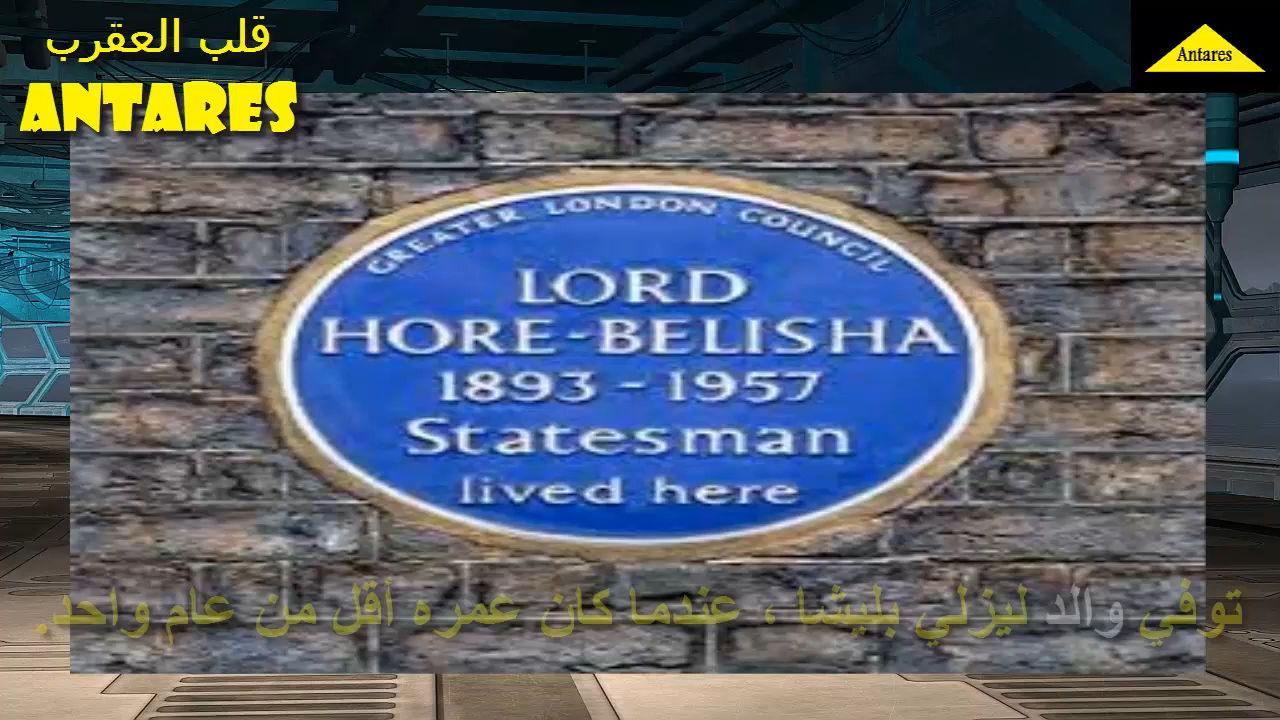 قلب العقرب
ANTARES
Antares
GREATER LONDON COUNCIL
LORD
HORE-BELISHA
1893 - 1957
Statesman
lived here
توفي والد ليزلي بليشا ، عندما كان عمره أقل من عام واحد.